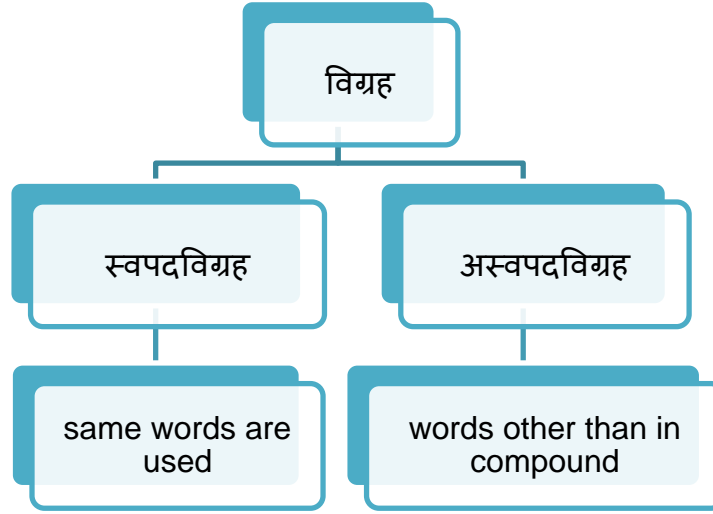 विग्रह
स्वपदविग्रह
अस्वपदविग्रह
same words are
used
words other than in
compound